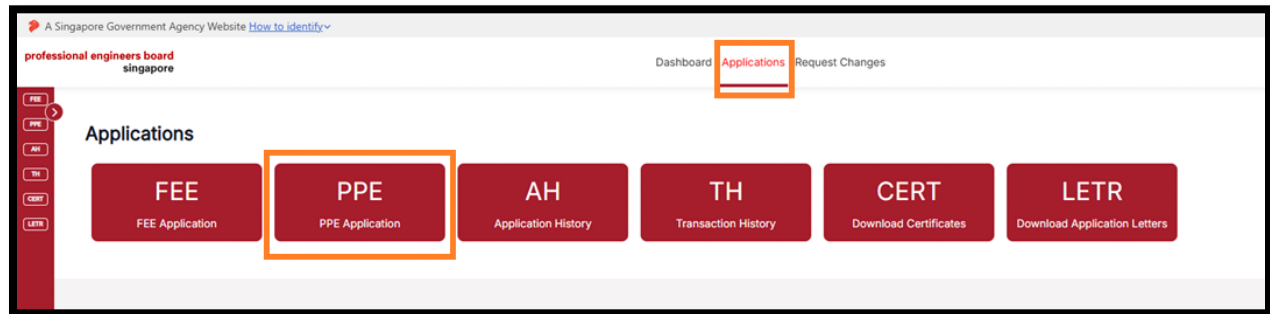 A Singapore Government Agency Website How to identify
professional engineers board
singapore
Dashboard Applications Request Changes
FEE
PPE
AH
TH
CERT
LETR
Applications
FEE PPE AH TH CERT LETR
FEE Application PPE Application Application History Transaction History Download Certificates Download Application Letters